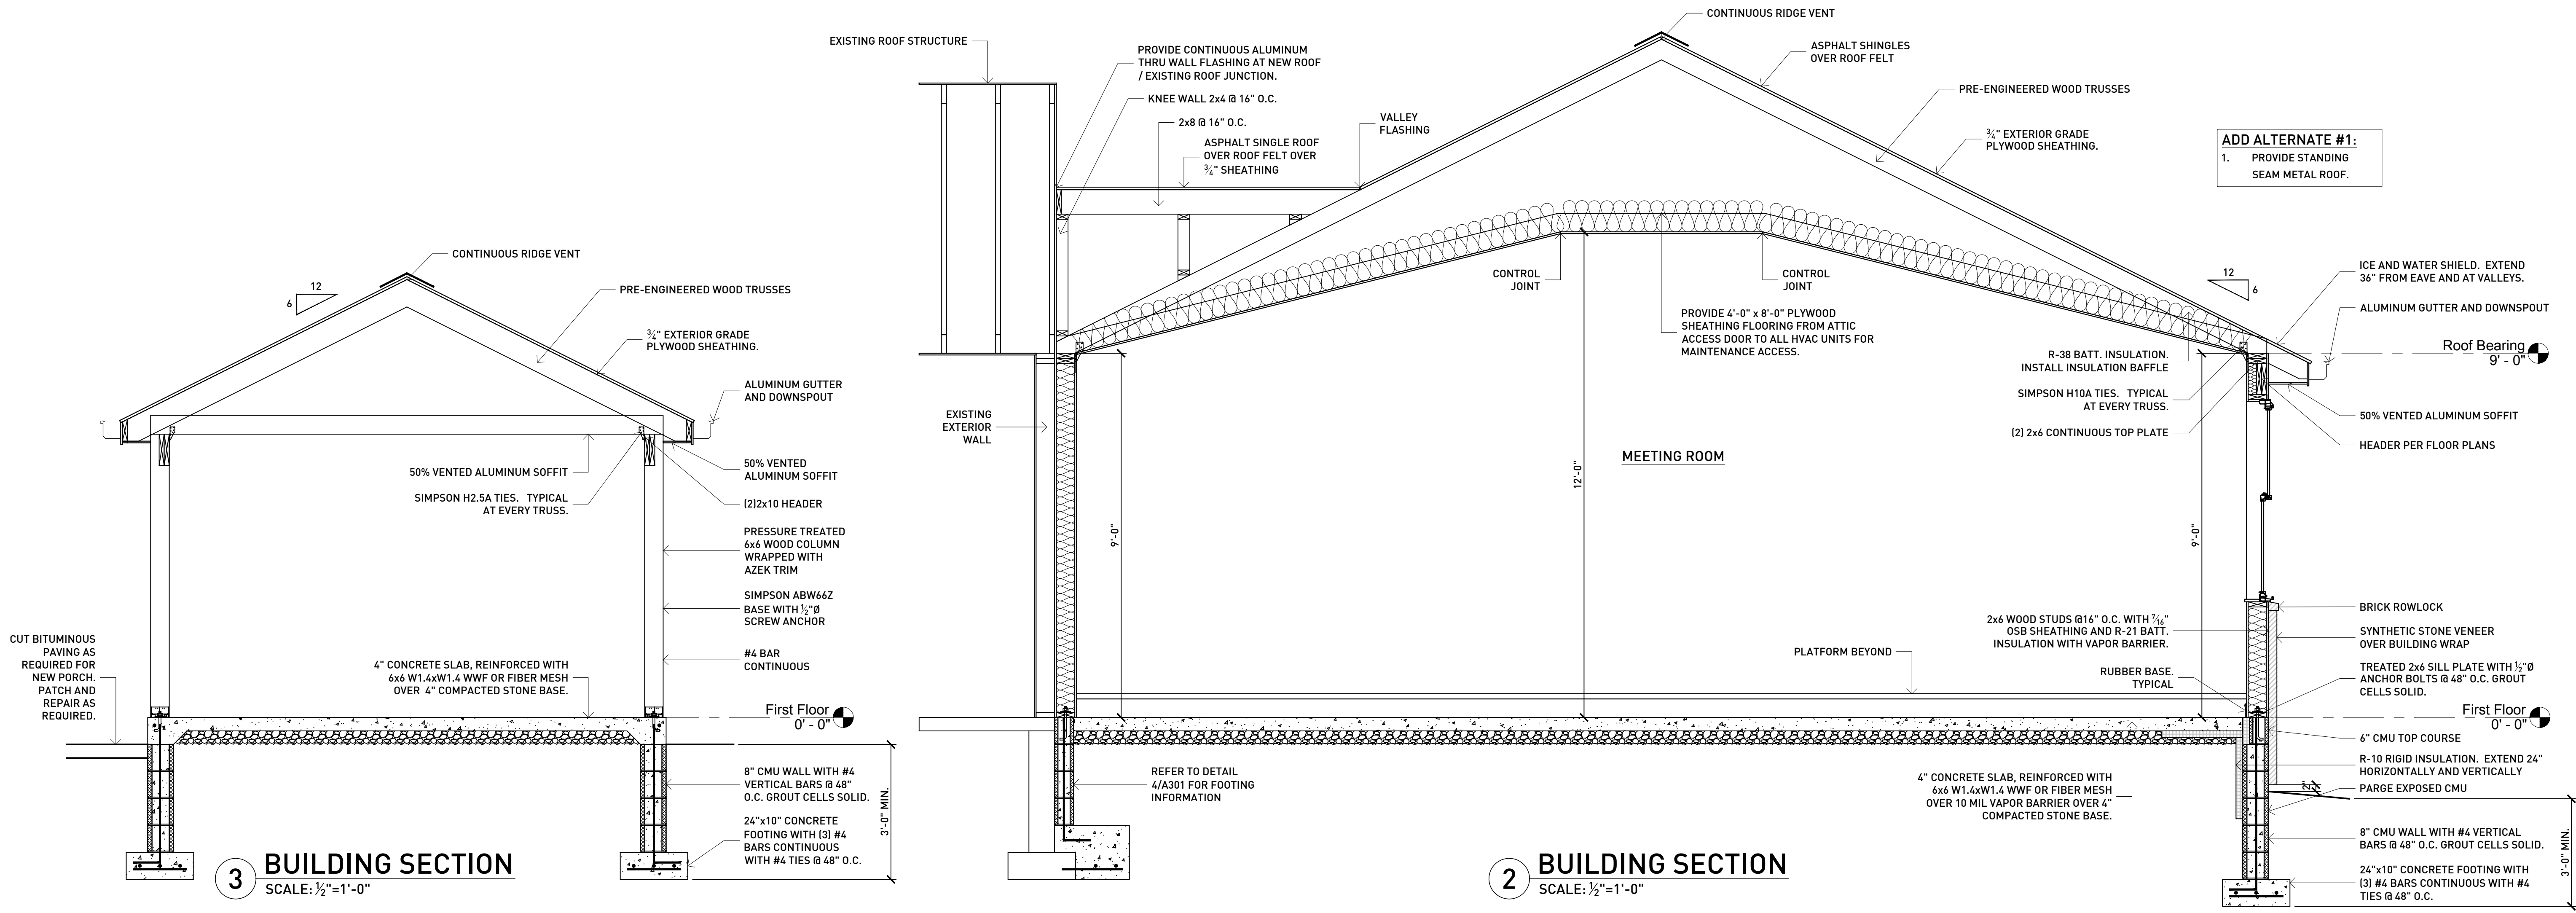 CONTINUOUS RIDGE VENT
12
6
PRE-ENGINEERED WOOD TRUSSES
3/4" EXTERIOR GRADE
PLYWOOD SHEATHING.
ALUMINUM GUTTER
AND DOWNSPOUT
50% VENTED ALUMINUM SOFFIT
SIMPSON H2.5A TIES. TYPICAL
AT EVERY TRUSS.
50% VENTED
ALUMINUM SOFFIT
(2)2x10 HEADER
PRESSURE TREATED
6x6 WOOD COLUMN
WRAPPED WITH
AZEK TRIM
SIMPSON ABW66Z
BASE WITH 1/2"Ø
SCREW ANCHOR
#4 BAR
CONTINUOUS
CUT BITUMINOUS
PAVING AS
REQUIRED FOR
NEW PORCH.
PATCH AND
REPAIR AS
REQUIRED.
4" CONCRETE SLAB, REINFORCED WITH
6x6 W1.4xW1.4 WWF OR FIBER MESH
OVER 4" COMPACTED STONE BASE.
First Floor
0' - 0"
8" CMU WALL WITH #4
VERTICAL BARS @ 48"
O.C. GROUT CELLS SOLID.
24"x10" CONCRETE
FOOTING WITH (3) #4
BARS CONTINUOUS
WITH #4 TIES @ 48" O.C.
3'-0" MIN.
3
BUILDING SECTION
SCALE: 1/2"=1'-0"
EXISTING ROOF STRUCTURE
PROVIDE CONTINUOUS ALUMINUM
THRU WALL FLASHING AT NEW ROOF
/ EXISTING ROOF JUNCTION.
KNEE WALL 2x4 @ 16" O.C.
2x8 @ 16" O.C.
ASPHALT SINGLE ROOF
OVER ROOF FELT OVER
3/4" SHEATHING
VALLEY
FLASHING
CONTINUOUS RIDGE VENT
ASPHALT SHINGLES
OVER ROOF FELT
PRE-ENGINEERED WOOD TRUSSES
3/4" EXTERIOR GRADE
PLYWOOD SHEATHING.
ADD ALTERNATE #1:
1. PROVIDE STANDING
SEAM METAL ROOF.
CONTROL
JOINT
CONTROL
JOINT
PROVIDE 4'-0" x 8'-0" PLYWOOD
SHEATHING FLOORING FROM ATTIC
ACCESS DOOR TO ALL HVAC UNITS FOR
MAINTENANCE ACCESS.
12
6
ICE AND WATER SHIELD. EXTEND
36" FROM EAVE AND AT VALLEYS.
ALUMINUM GUTTER AND DOWNSPOUT
Roof Bearing
9' - 0"
R-38 BATT. INSULATION.
INSTALL INSULATION BAFFLE
SIMPSON H10A TIES. TYPICAL
AT EVERY TRUSS.
(2) 2x6 CONTINUOUS TOP PLATE
50% VENTED ALUMINUM SOFFIT
HEADER PER FLOOR PLANS
EXISTING
EXTERIOR
WALL
MEETING ROOM
9'-0"
12'-0"
9'-0"
BRICK ROWLOCK
2x6 WOOD STUDS @16" O.C. WITH 7/16"
OSB SHEATHING AND R-21 BATT.
INSULATION WITH VAPOR BARRIER.
SYNTHETIC STONE VENEER
OVER BUILDING WRAP
PLATFORM BEYOND
RUBBER BASE.
TYPICAL
TREATED 2x6 SILL PLATE WITH 1/2"Ø
ANCHOR BOLTS @ 48" O.C. GROUT
CELLS SOLID.
First Floor
0' - 0"
6" CMU TOP COURSE
R-10 RIGID INSULATION. EXTEND 24"
HORIZONTALLY AND VERTICALLY
2"
PARGE EXPOSED CMU
REFER TO DETAIL
4/A301 FOR FOOTING
INFORMATION
4" CONCRETE SLAB, REINFORCED WITH
6x6 W1.4xW1.4 WWF OR FIBER MESH
OVER 10 MIL VAPOR BARRIER OVER 4"
COMPACTED STONE BASE.
8" CMU WALL WITH #4 VERTICAL
BARS @ 48" O.C. GROUT CELLS SOLID.
24"x10" CONCRETE FOOTING WITH
(3) #4 BARS CONTINUOUS WITH #4
TIES @ 48" O.C.
3'-0" MIN.
2
BUILDING SECTION
SCALE: 1/2"=1'-0"